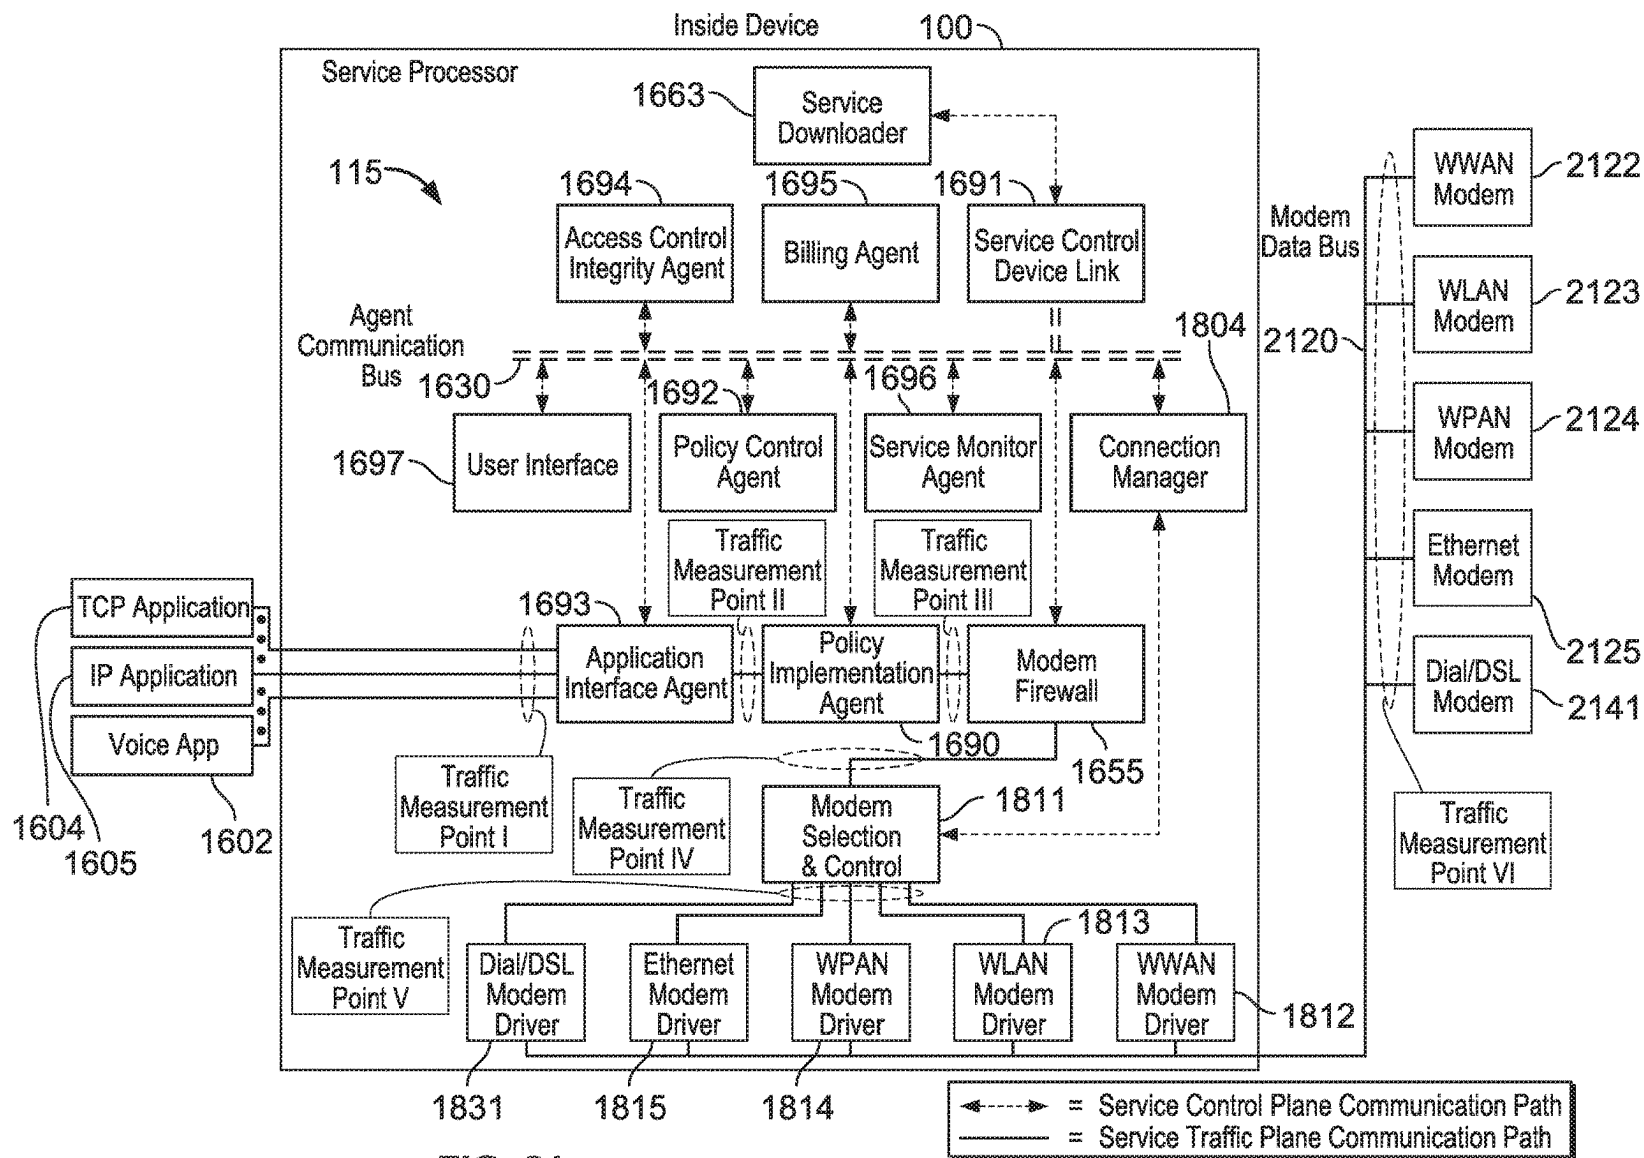 Inside Device
100
Service Processor
1663
Service
Downloader
115
1694
1695
1691
Access Control
Integrity Agent
Billing Agent
Service Control
Device Link
Modem
Data Bus
WWAN
Modem
2122
WLAN
Modem
2123
Agent
Communication
Bus
1630
1804
2120
1692
1696
WPAN
Modem
2124
1697
User Interface
Policy Control
Agent
Service Monitor
Agent
Connection
Manager
Traffic
Measurement
Point II
Traffic
Measurement
Point III
Ethernet
Modem
2125
TCP Application
IP Application
Voice App
1693
Application
Interface Agent
Policy
Implementation
Agent
Modem
Firewall
Dial/DSL
Modem
2141
1690
1655
1604
1605
1602
Traffic
Measurement
Point I
Traffic
Measurement
Point IV
Modem
Selection
& Control
1811
Traffic
Measurement
Point VI
Traffic
Measurement
Point V
1813
Dial/DSL
Modem
Driver
Ethernet
Modem
Driver
WPAN
Modem
Driver
WLAN
Modem
Driver
WWAN
Modem
Driver
1812
1831
1815
1814
= Service Control Plane Communication Path
= Service Traffic Plane Communication Path